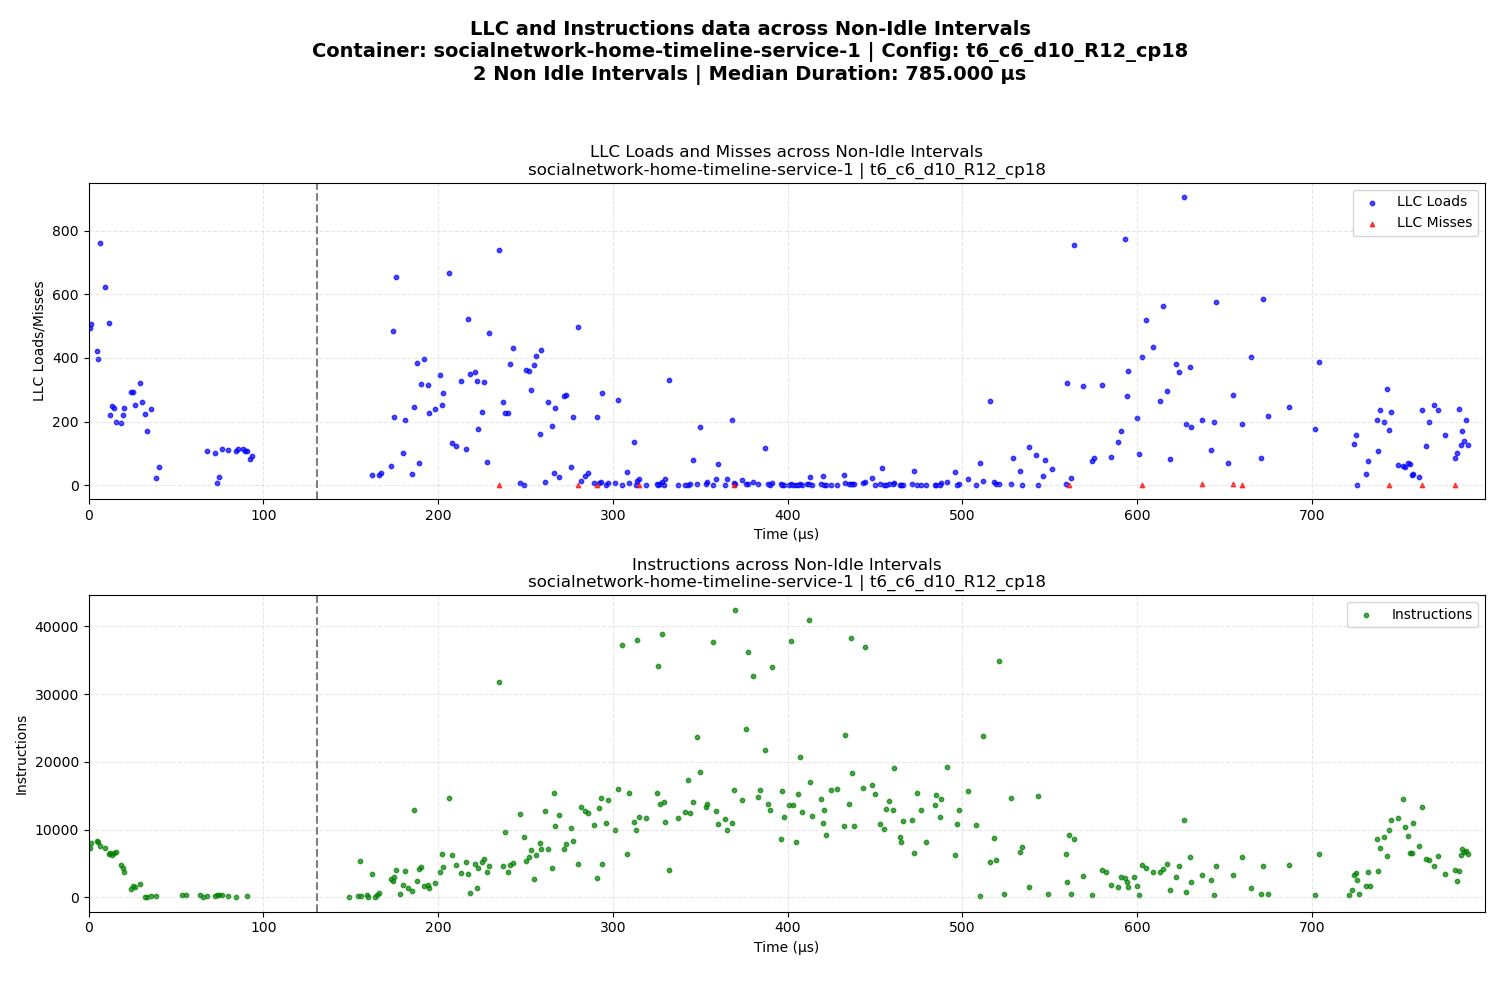 LLC and Instructions data across Non-Idle Intervals
Container: socialnetwork-home-timeline-service-1 | Config: t6_c6_d10_R12_cp18
2 Non Idle Intervals | Median Duration: 785.000 µs
LLC Loads and Misses across Non-Idle Intervals
socialnetwork-home-timeline-service-1 | t6_c6_d10_R12_cp18
LLC Loads/Misses
800
600
400
200
0
LLC Loads
LLC Misses
0 100 200 300 400 500 600 700
Time (µs)
Instructions across Non-Idle Intervals
socialnetwork-home-timeline-service-1 | t6_c6_d10_R12_cp18
Instructions
40000
30000
20000
10000
0
Instructions
0 100 200 300 400 500 600 700
Time (µs)